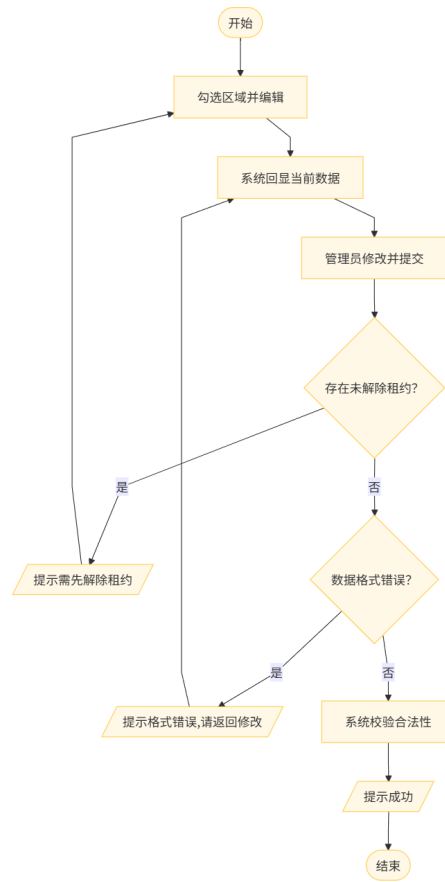 开始
勾选区域并编辑
系统回显当前数据
管理员修改并提交
存在未解除租约?
是
否
提示需先解除租约
数据格式错误?
是
否
提示格式错误,请返回修改
系统校验合法性
提示成功
结束